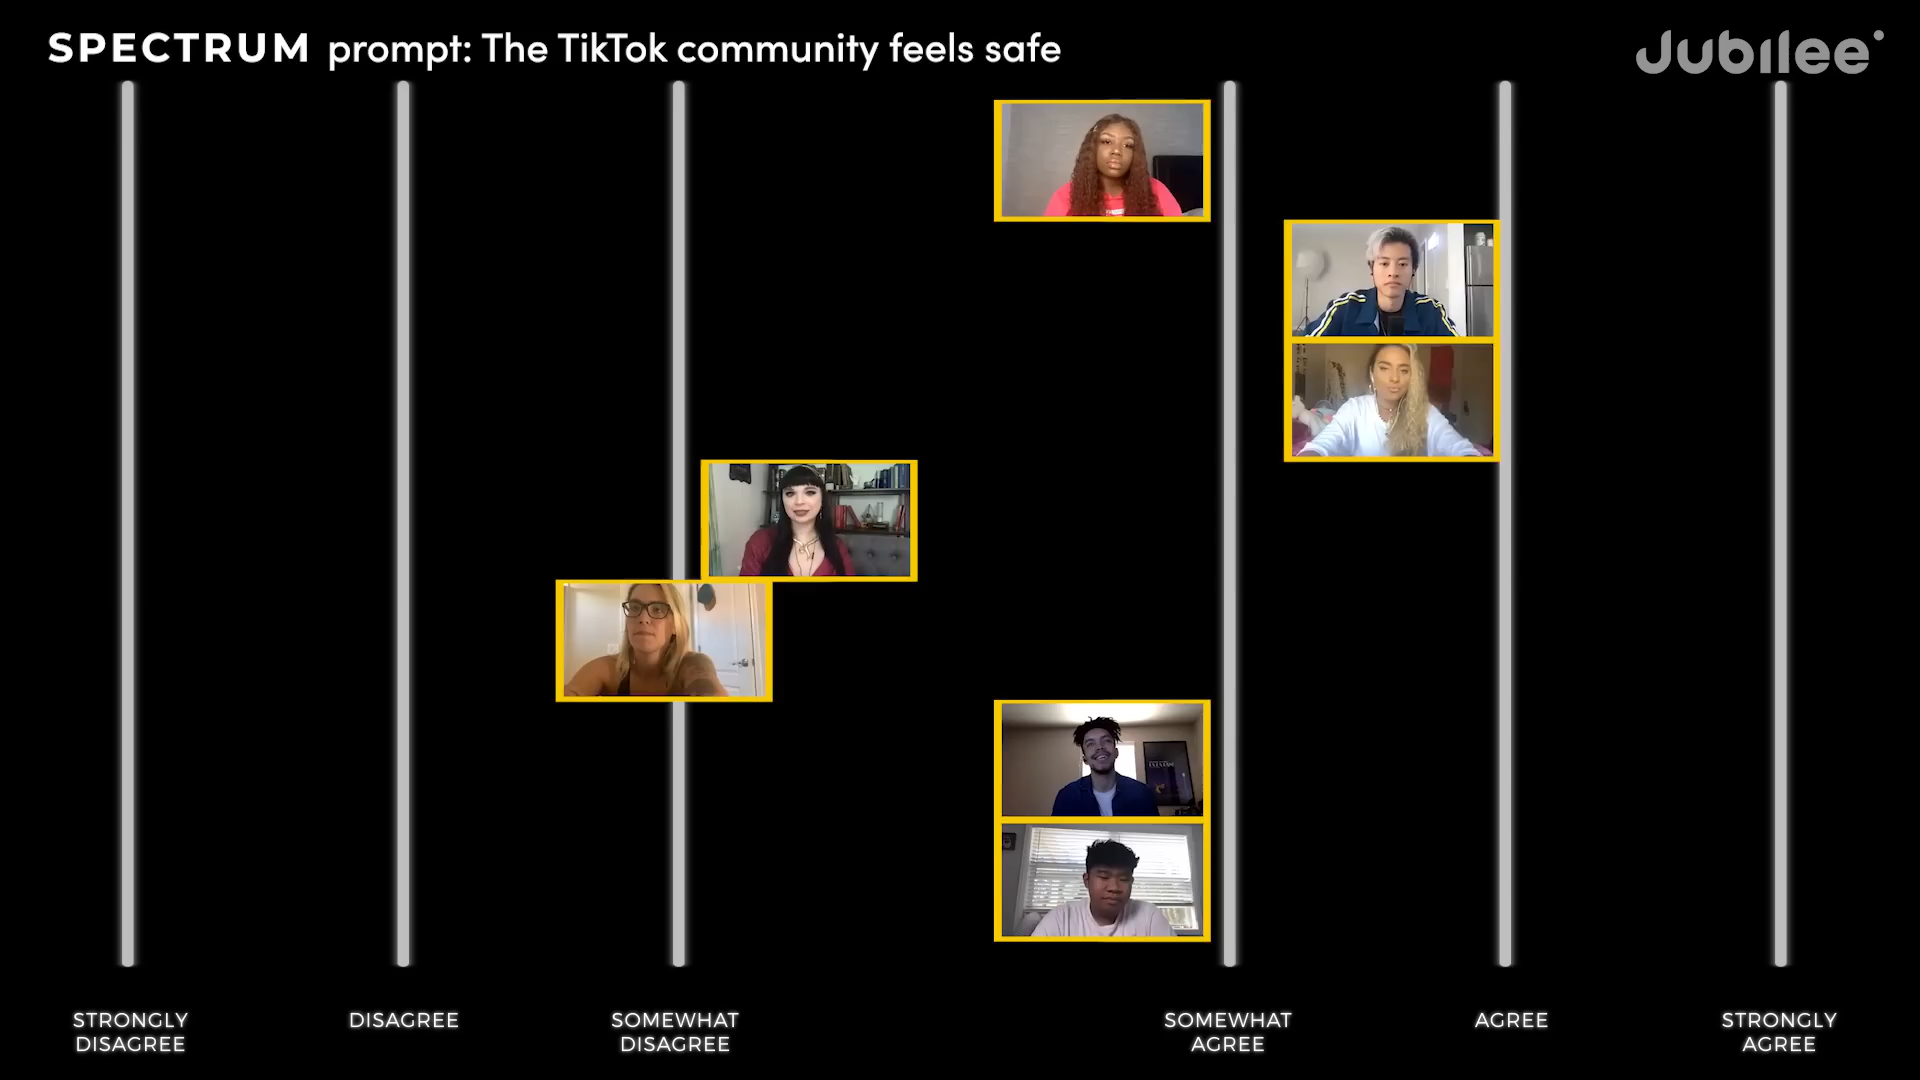 SPECTRUM prompt: The TikTok community feels safe
Jubilee
STRONGLY
DISAGREE
DISAGREE
SOMEWHAT
DISAGREE
SOMEWHAT
AGREE
AGREE
STRONGLY
AGREE